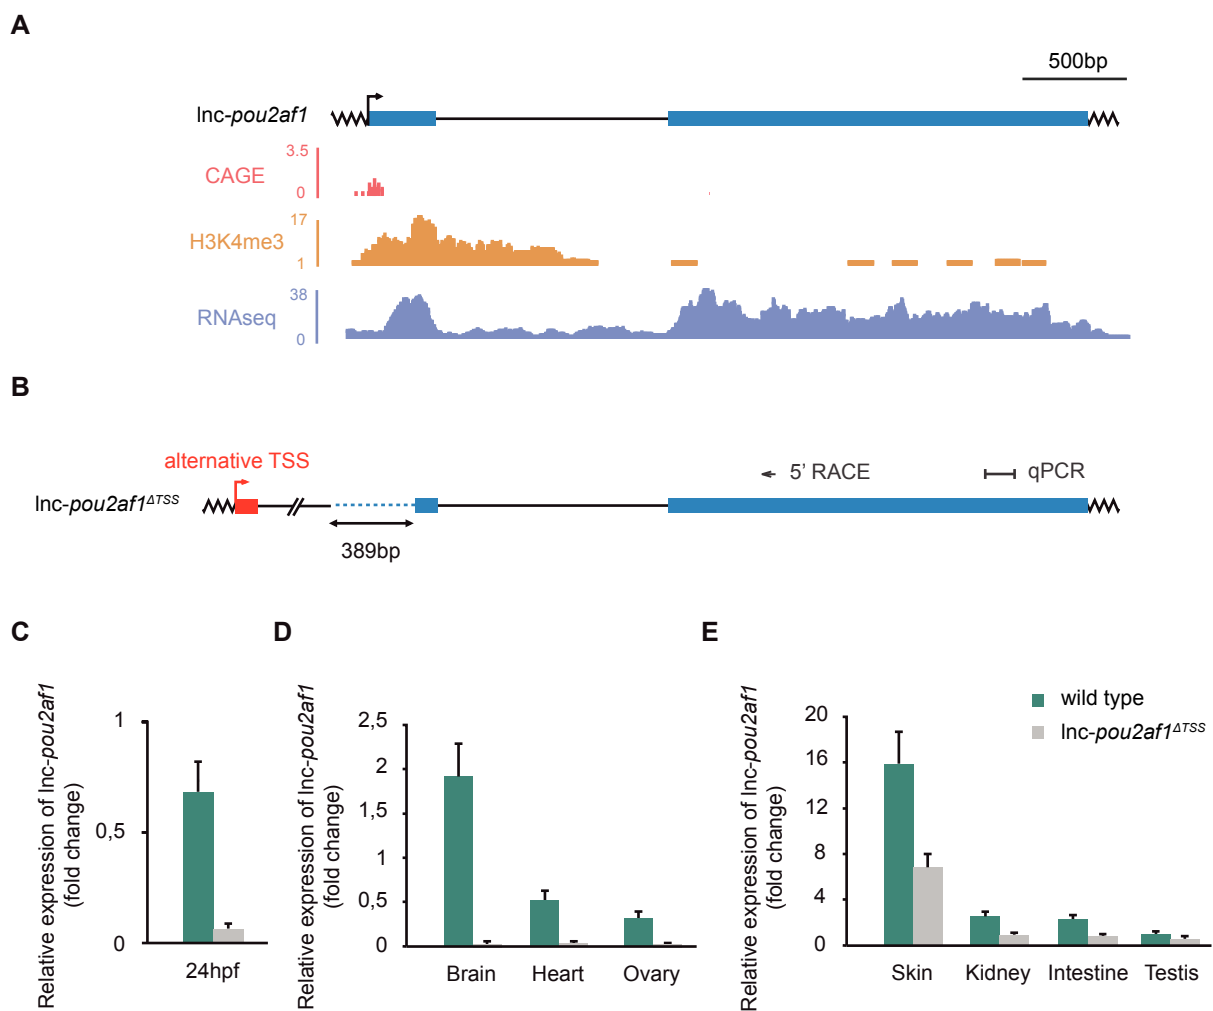 A
500bp
lnc-pou2af1
3.5
CAGE
0
17
H3K4me3
1
38
RNAseq
0
B
alternative TSS
5’ RACE
qPCR
lnc-pou2af1ΔTSS
389bp
C
D
E
Relative expression of lnc-pou2af1
(fold change)
1
0,5
0
24hpf
Relative expression of lnc-pou2af1
(fold change)
2,5
2
1,5
1
0,5
0
Brain Heart Ovary
Relative expression of lnc-pou2af1
(fold change)
20
16
12
8
4
0
Skin Kidney Intestine Testis
wild type
lnc-pou2af1ΔTSS